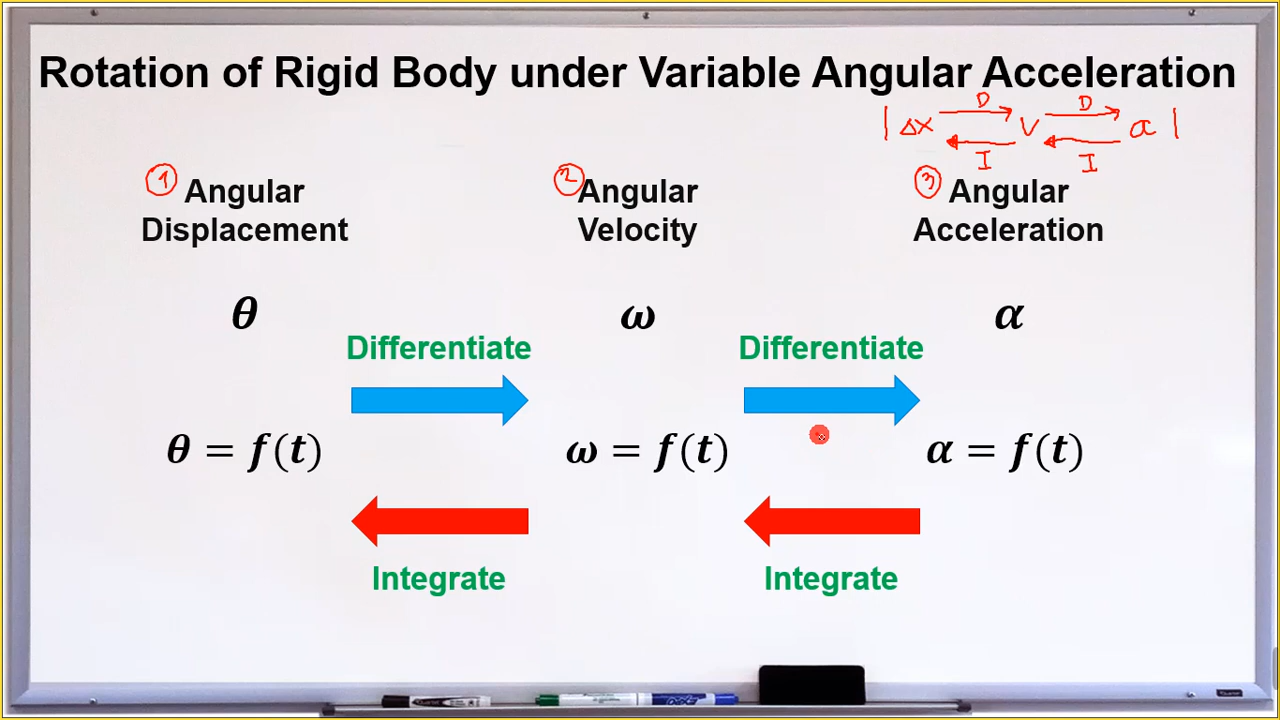 Rotation of Rigid Body under Variable Angular Acceleration
| Δx D I V D I a |
① Angular Displacement
② Angular Velocity
③ Angular Acceleration
θ ω α
Differentiate Differentiate
θ = f(t) ω = f(t) α = f(t)
Integrate Integrate